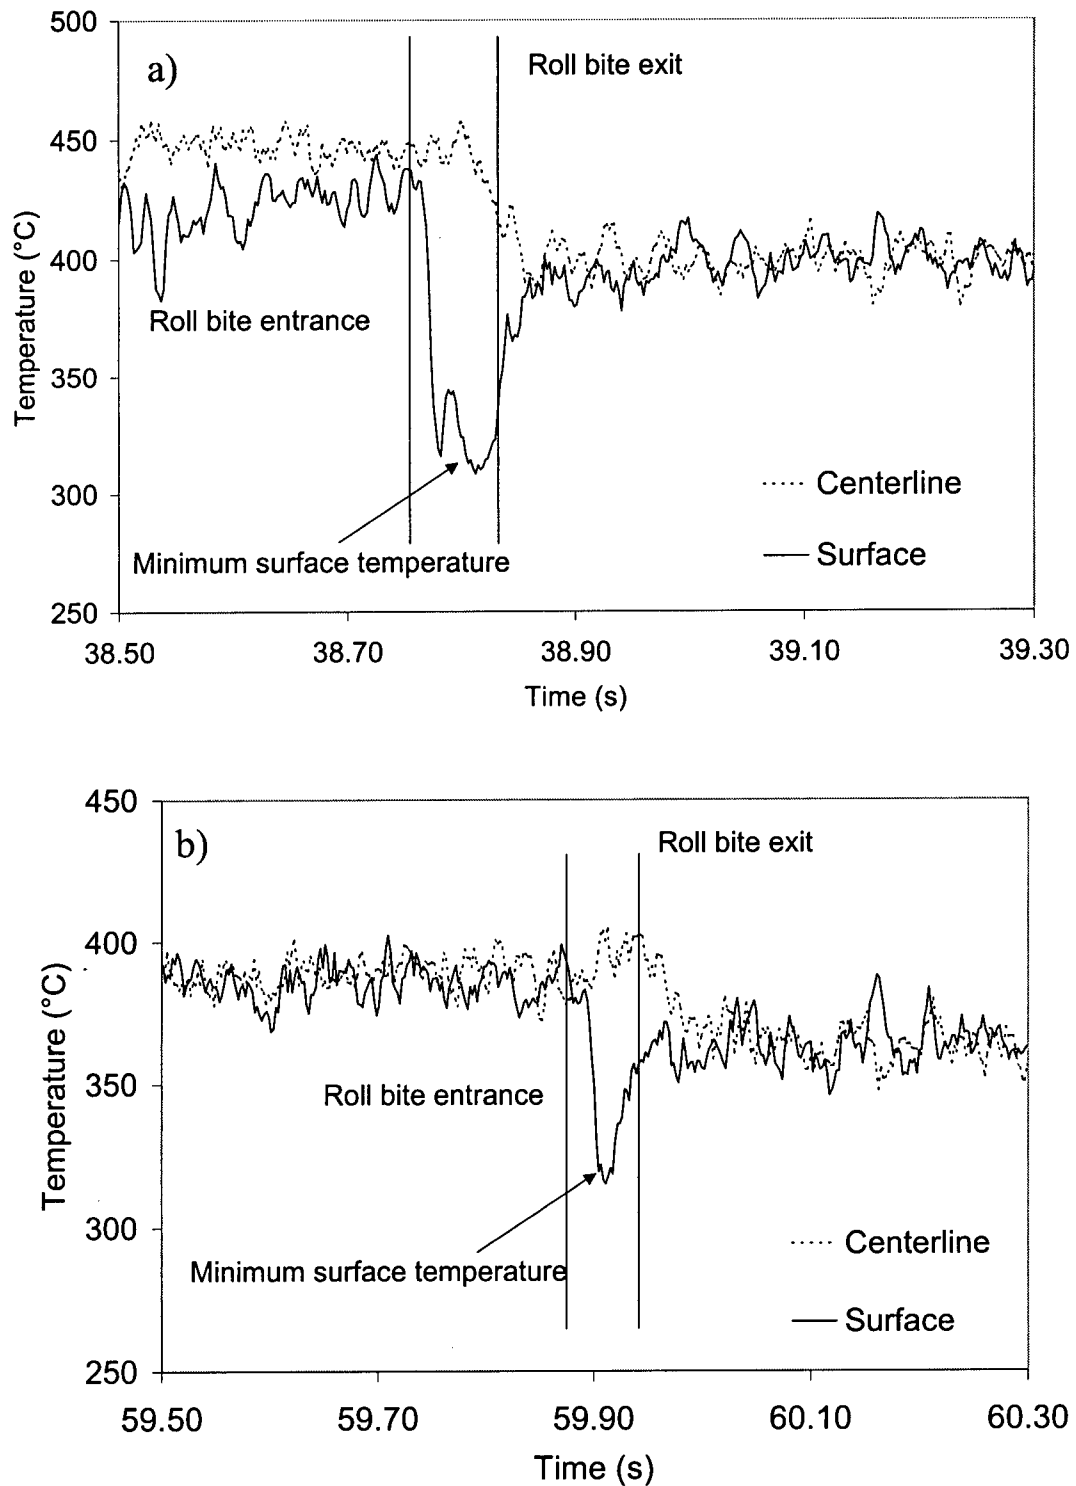 500
a)
Roll bite exit
450
400
Roll bite entrance
350
300
Centerline
Minimum surface temperature
Surface
250
38.50 38.70 38.90 39.10 39.30
Time (s)
Temperature (°C)
450
b)
Roll bite exit
400
350
Roll bite entrance
300
Centerline
Minimum surface temperature
Surface
250
59.50 59.70 59.90 60.10 60.30
Time (s)
Temperature (°C)